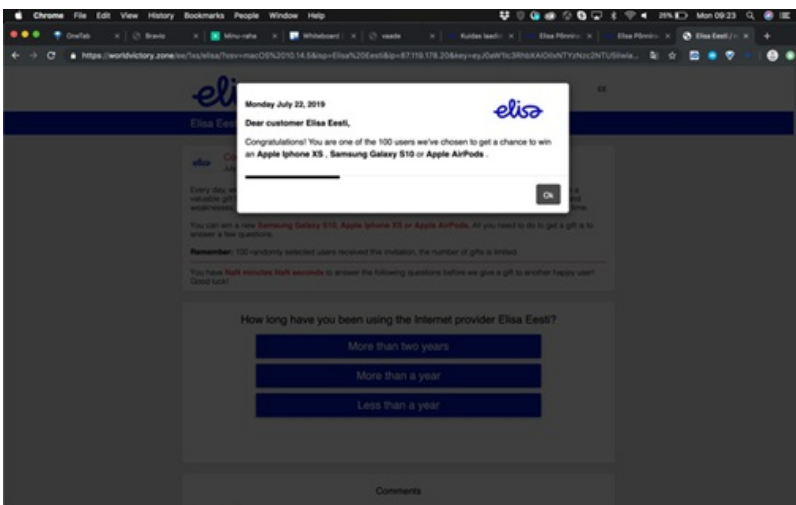 Chrome File Edit View History Bookmarks People Window Help
25% Mon 09:23
OneTab Bravio Minu-raha Whiteboard vaade Kuidas laadi Elisa Elisa Elisa Eesti /
https://worldvictory.zone/
EE
elisa
Monday July 22, 2019
Dear customer Elisa Eesti,
Congratulations! You are one of the 100 users we've chosen to get a chance to win
an Apple Iphone XS , Samsung Galaxy S10 or Apple AirPods .
Ok
Every day,
valuable gif
You can win a new Samsung Galaxy S10, Apple Iphone XS or Apple AirPods. All you need to do to get a gift is to
answer a few questions.
Remember: 100 randomly selected users received this invitation, the number of gifts is limited.
You have NaN minutes NaN seconds to answer the following questions before we give a gift to another happy user!
Good luck!
How long have you been using the Internet provider Elisa Eesti?
More than two years
More than a year
Less than a year
Comments